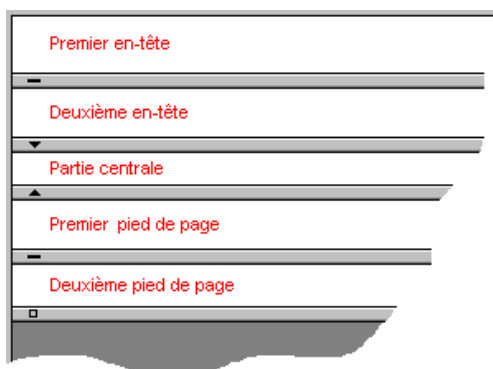 Premier en-tête
Deuxième en-tête
Partie centrale
Premier pied de page
Deuxième pied de page